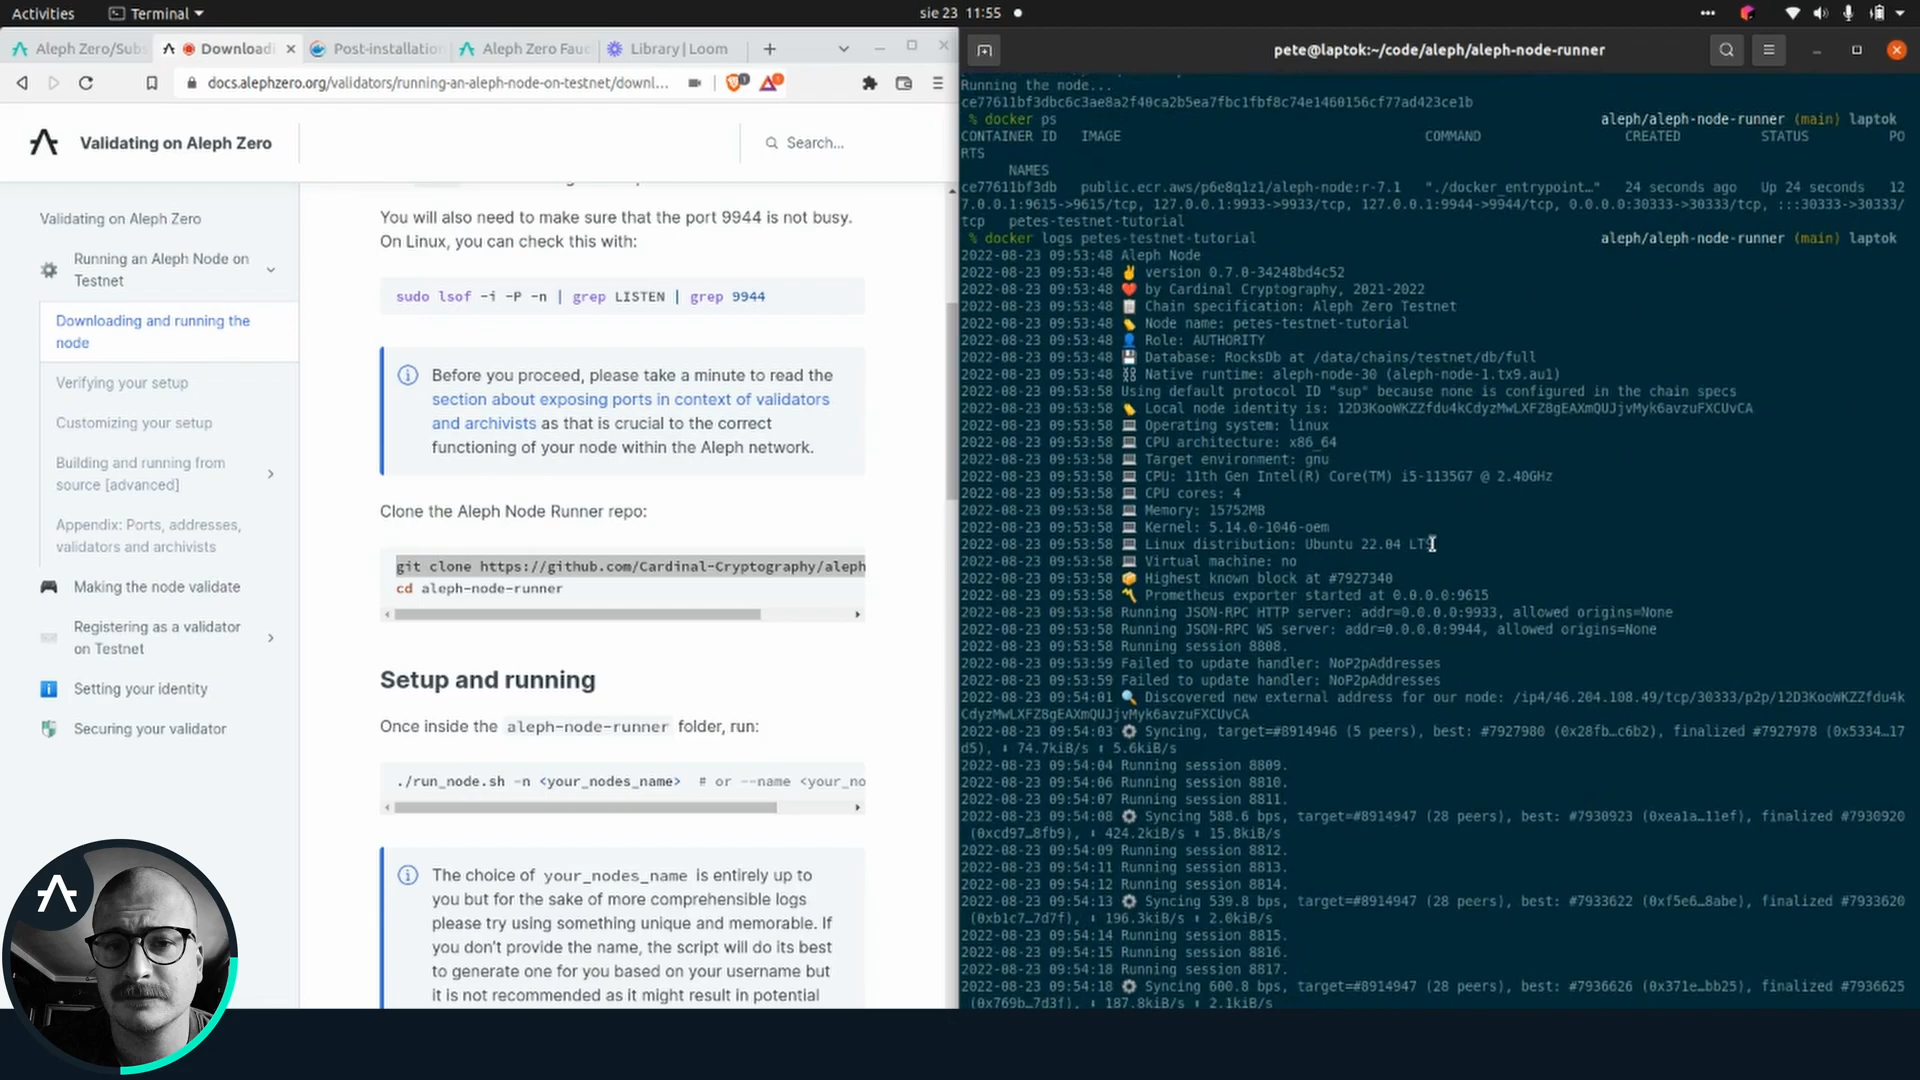 Activities
Terminal
sie 23 11:55
Aleph Zero/Subs
Downloadi
Post-installation
Aleph Zero Fauc
Library | Loom
docs.alephzero.org/validators/running-an-aleph-node-on-testnet/downl...
Validating on Aleph Zero
Search...
Validating on Aleph Zero
Running an Aleph Node on
Testnet
Downloading and running the
node
Verifying your setup
Customizing your setup
Building and running from
source [advanced]
Appendix: Ports, addresses,
validators and archivists
Making the node validate
Registering as a validator
on Testnet
Setting your identity
Securing your validator
You will also need to make sure that the port 9944 is not busy.
On Linux, you can check this with:
sudo lsof -i -P -n | grep LISTEN | grep 9944
Before you proceed, please take a minute to read the
section about exposing ports in context of validators
and archivists as that is crucial to the correct
functioning of your node within the Aleph network.
Clone the Aleph Node Runner repo:
git clone https://github.com/Cardinal-Cryptography/aleph
cd aleph-node-runner
Setup and running
Once inside the aleph-node-runner folder, run:
./run_node.sh -n <your_nodes_name> # or --name <your_no
The choice of your_nodes_name is entirely up to
you but for the sake of more comprehensible logs
please try using something unique and memorable. If
you don't provide the name, the script will do its best
to generate one for you based on your username but
it is not recommended as it might result in potential
pete@laptok:~/code/aleph/aleph-node-runner
Running the node...
ce77611bf3dbc6c3ae8a2f40ca2b5ea7fbc1fbf8c74e1460156cf77ad423ce1b
% docker ps aleph/aleph-node-runner (main) laptok
CONTAINER ID IMAGE COMMAND CREATED STATUS PO
RTS
NAMES
ce77611bf3db public.ecr.aws/p6e8q1z1/aleph-node:r-7.1 "./docker_entrypoint…" 24 seconds ago Up 24 seconds 12
7.0.0.1:9615->9615/tcp, 127.0.0.1:9933->9933/tcp, 127.0.0.1:9944->9944/tcp, 0.0.0.0:30333->30333/tcp, :::30333->30333/
tcp petes-testnet-tutorial
% docker logs petes-testnet-tutorial aleph/aleph-node-runner (main) laptok
2022-08-23 09:53:48 Aleph Node
2022-08-23 09:53:48 ✌️ version 0.7.0-34248bd4c52
2022-08-23 09:53:48 ❤️ by Cardinal Cryptography, 2021-2022
2022-08-23 09:53:48 📋 Chain specification: Aleph Zero Testnet
2022-08-23 09:53:48 🏷 Node name: petes-testnet-tutorial
2022-08-23 09:53:48 👤 Role: AUTHORITY
2022-08-23 09:53:48 💾 Database: RocksDb at /data/chains/testnet/db/full
2022-08-23 09:53:48 ⛓ Native runtime: aleph-node-30 (aleph-node-1.tx9.au1)
2022-08-23 09:53:58 Using default protocol ID "sup" because none is configured in the chain specs
2022-08-23 09:53:58 🏷 Local node identity is: 12D3KooWKZZfdu4kCdyzMwLXFZ8gEAXmQUJjvMyk6avzuFXCUvCA
2022-08-23 09:53:58 💻 Operating system: linux
2022-08-23 09:53:58 💻 CPU architecture: x86_64
2022-08-23 09:53:58 💻 Target environment: gnu
2022-08-23 09:53:58 💻 CPU: 11th Gen Intel(R) Core(TM) i5-1135G7 @ 2.40GHz
2022-08-23 09:53:58 💻 CPU cores: 4
2022-08-23 09:53:58 💻 Memory: 15752MB
2022-08-23 09:53:58 💻 Kernel: 5.14.0-1046-oem
2022-08-23 09:53:58 💻 Linux distribution: Ubuntu 22.04 LTS
2022-08-23 09:53:58 💻 Virtual machine: no
2022-08-23 09:53:58 📦 Highest known block at #7927340
2022-08-23 09:53:58 〽️ Prometheus exporter started at 0.0.0.0:9615
2022-08-23 09:53:58 Running JSON-RPC HTTP server: addr=0.0.0.0:9933, allowed origins=None
2022-08-23 09:53:58 Running JSON-RPC WS server: addr=0.0.0.0:9944, allowed origins=None
2022-08-23 09:53:58 Running session 8808.
2022-08-23 09:53:59 Failed to update handler: NoP2pAddresses
2022-08-23 09:53:59 Failed to update handler: NoP2pAddresses
2022-08-23 09:54:01 🔍 Discovered new external address for our node: /ip4/46.204.108.49/tcp/30333/p2p/12D3KooWKZZfdu4k
CdyzMwLXFZ8gEAXmQUJjvMyk6avzuFXCUvCA
2022-08-23 09:54:03 ⚙️ Syncing, target=#8914946 (5 peers), best: #7927980 (0x28fb…c6b2), finalized #7927978 (0x5334…17
d5), ⬇ 74.7kiB/s ⬆ 5.6kiB/s
2022-08-23 09:54:04 Running session 8809.
2022-08-23 09:54:06 Running session 8810.
2022-08-23 09:54:07 Running session 8811.
2022-08-23 09:54:08 ⚙️ Syncing 588.6 bps, target=#8914947 (28 peers), best: #7930923 (0xea1a…11ef), finalized #7930920
(0xcd97…8fb9), ⬇ 424.2kiB/s ⬆ 15.8kiB/s
2022-08-23 09:54:09 Running session 8812.
2022-08-23 09:54:11 Running session 8813.
2022-08-23 09:54:12 Running session 8814.
2022-08-23 09:54:13 ⚙️ Syncing 539.8 bps, target=#8914947 (28 peers), best: #7933622 (0xf5e6…8abe), finalized #7933620
(0xb1c7…7d7f), ⬇ 196.3kiB/s ⬆ 2.0kiB/s
2022-08-23 09:54:14 Running session 8815.
2022-08-23 09:54:15 Running session 8816.
2022-08-23 09:54:18 Running session 8817.
2022-08-23 09:54:18 ⚙️ Syncing 600.8 bps, target=#8914947 (28 peers), best: #7936626 (0x371e…bb25), finalized #7936625
(0x769b…7d3f), ⬇ 187.8kiB/s ⬆ 2.1kiB/s